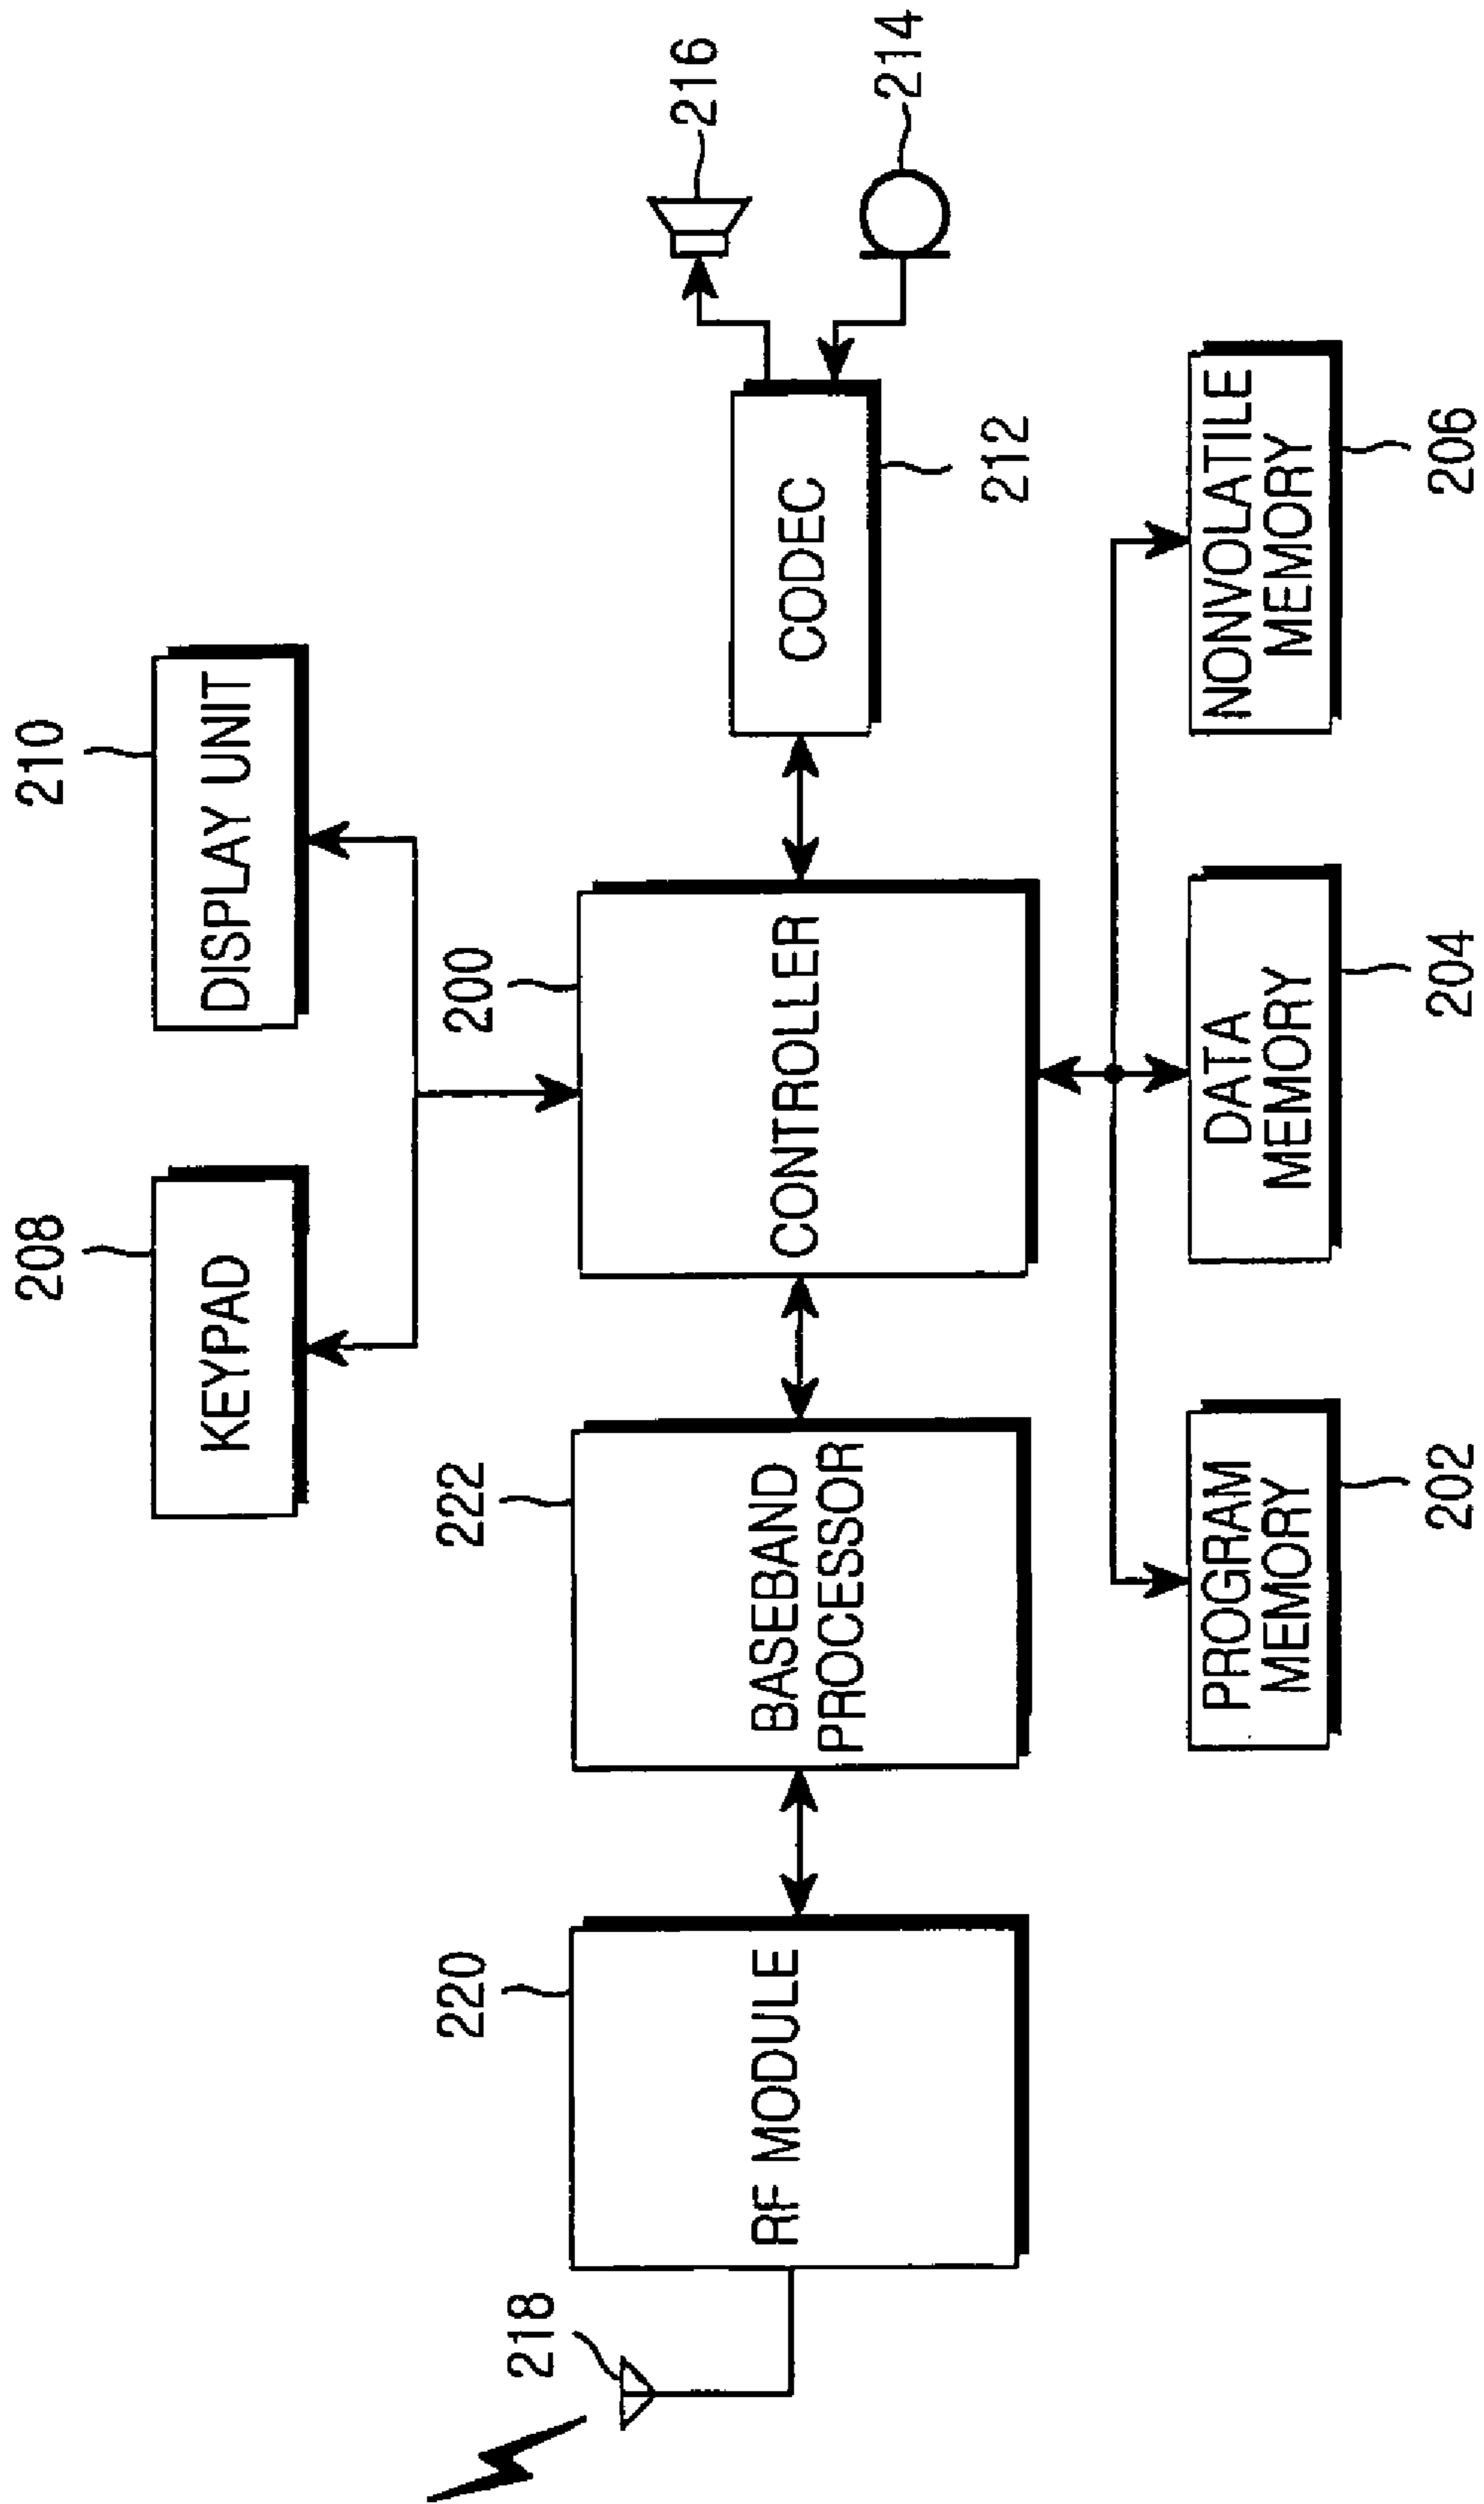 208
210
KEYPAD
DISPLAY UNIT
218
220
222
200
216
RF MODULE
BASEBAND
PROCESSOR
CONTROLLER
CODEC
214
212
PROGRAM
MEMORY
DATA
MEMORY
NONVOLATILE
MEMORY
202
204
206